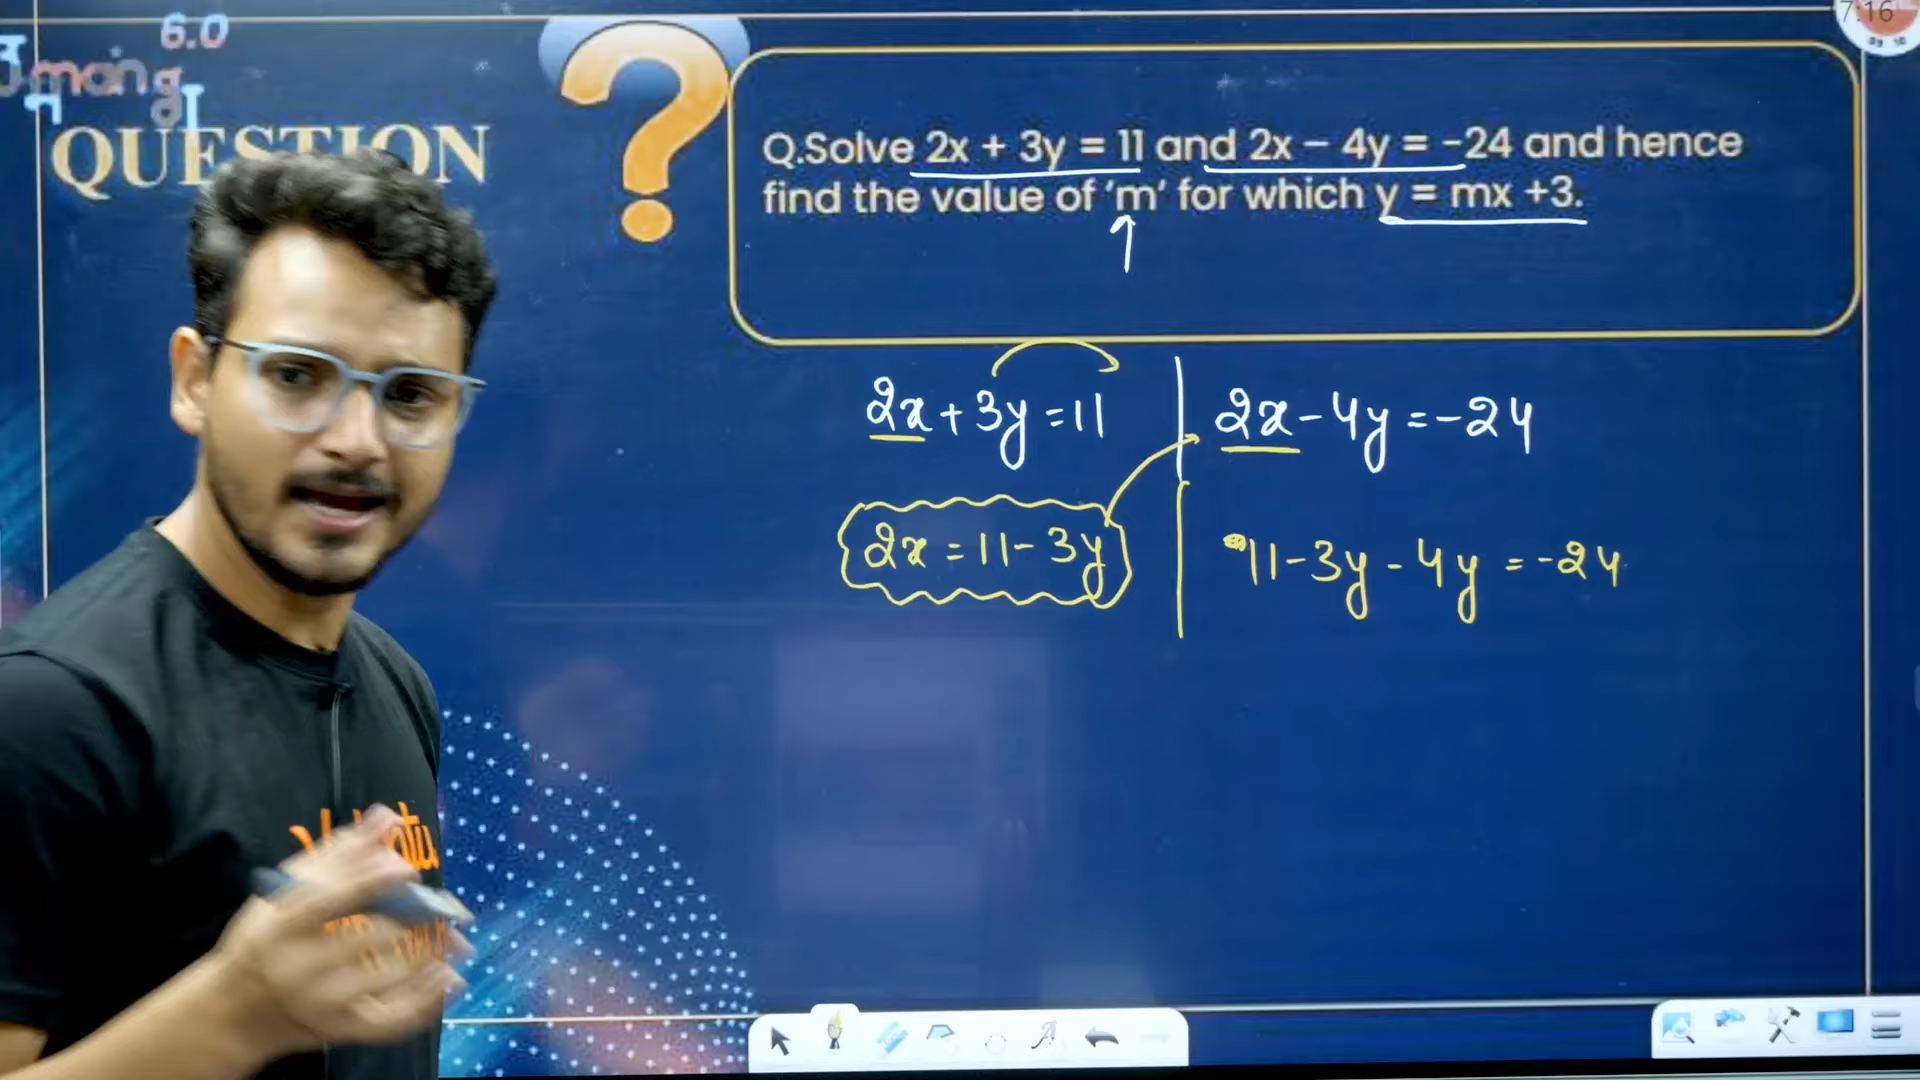 6.0
Umang
QUESTION
7:16
Q.Solve 2x + 3y = 11 and 2x – 4y = -24 and hence
find the value of ‘m’ for which y = mx +3.
2x + 3y = 11
2x - 4y = -24
2x = 11 - 3y
11 - 3y - 4y = -24